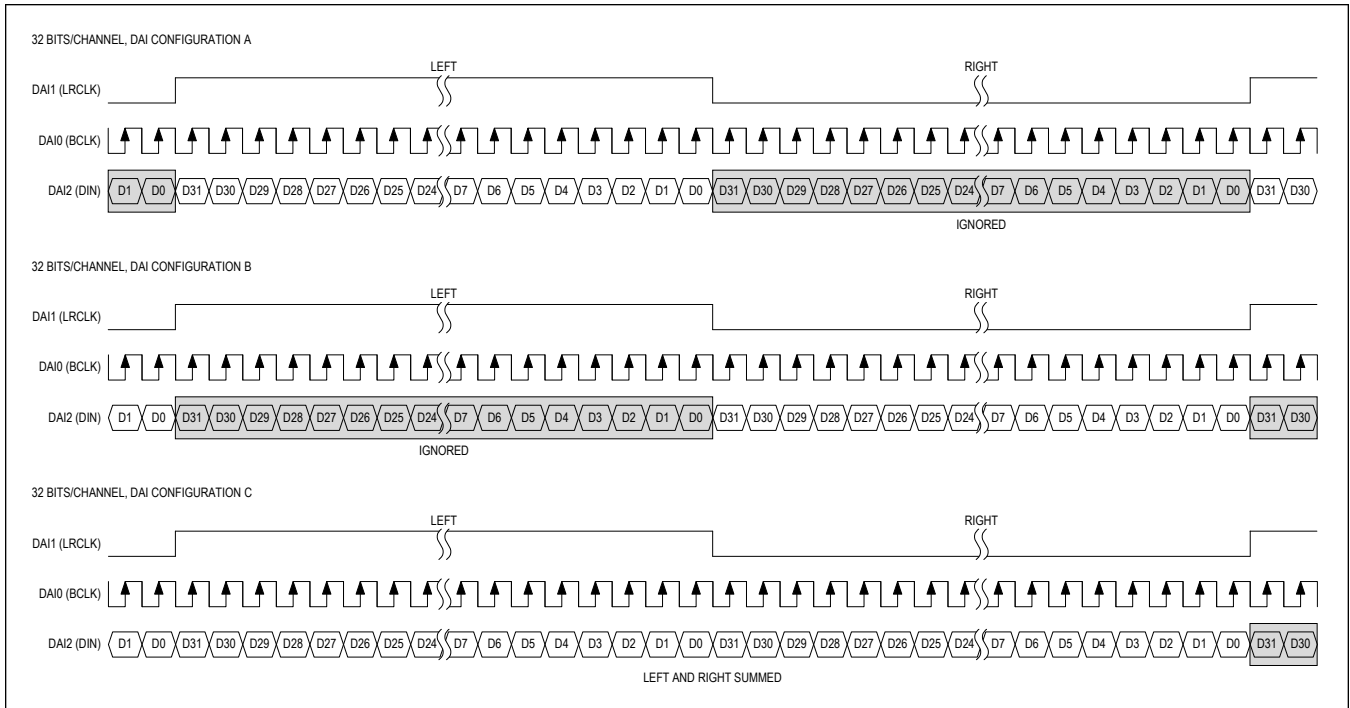 32 BITS/CHANNEL, DAI CONFIGURATION A
LEFT RIGHT
DAI1 (LRCLK)
DAI0 (BCLK)
DAI2 (DIN) D1 D0 D31 D30 D29 D28 D27 D26 D25 D24 D7 D6 D5 D4 D3 D2 D1 D0 D31 D30 D29 D28 D27 D26 D25 D24 D7 D6 D5 D4 D3 D2 D1 D0 D31 D30
IGNORED
32 BITS/CHANNEL, DAI CONFIGURATION B
LEFT RIGHT
DAI1 (LRCLK)
DAI0 (BCLK)
DAI2 (DIN) D1 D0 D31 D30 D29 D28 D27 D26 D25 D24 D7 D6 D5 D4 D3 D2 D1 D0 D31 D30 D29 D28 D27 D26 D25 D24 D7 D6 D5 D4 D3 D2 D1 D0 D31 D30
IGNORED
32 BITS/CHANNEL, DAI CONFIGURATION C
LEFT RIGHT
DAI1 (LRCLK)
DAI0 (BCLK)
DAI2 (DIN) D1 D0 D31 D30 D29 D28 D27 D26 D25 D24 D7 D6 D5 D4 D3 D2 D1 D0 D31 D30 D29 D28 D27 D26 D25 D24 D7 D6 D5 D4 D3 D2 D1 D0 D31 D30
LEFT AND RIGHT SUMMED